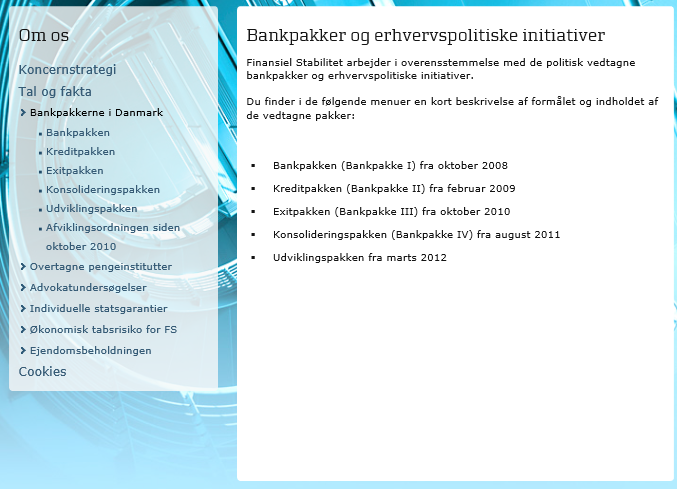 Om os
Koncernstrategi
Tal og fakta
Bankpakkerne i Danmark
Bankpakken
Kreditpakken
Exitpakken
Konsolideringspakken
Udviklingspakken
Afviklingsordningen siden
oktober 2010
Overtagne pengeinstitutter
Advokatundersøgelser
Individuelle statsgarantier
Økonomisk tabsrisiko for FS
Ejendomsbeholdningen
Cookies
Bankpakker og erhvervspolitiske initiativer
Finansiel Stabilitet arbejder i overensstemmelse med de politisk vedtagne
bankpakker og erhvervspolitiske initiativer.
Du finder i de følgende menuer en kort beskrivelse af formålet og indholdet af
de vedtagne pakker:
Bankpakken (Bankpakke I) fra oktober 2008
Kreditpakken (Bankpakke II) fra februar 2009
Exitpakken (Bankpakke III) fra oktober 2010
Konsolideringspakken (Bankpakke IV) fra august 2011
Udviklingspakken fra marts 2012